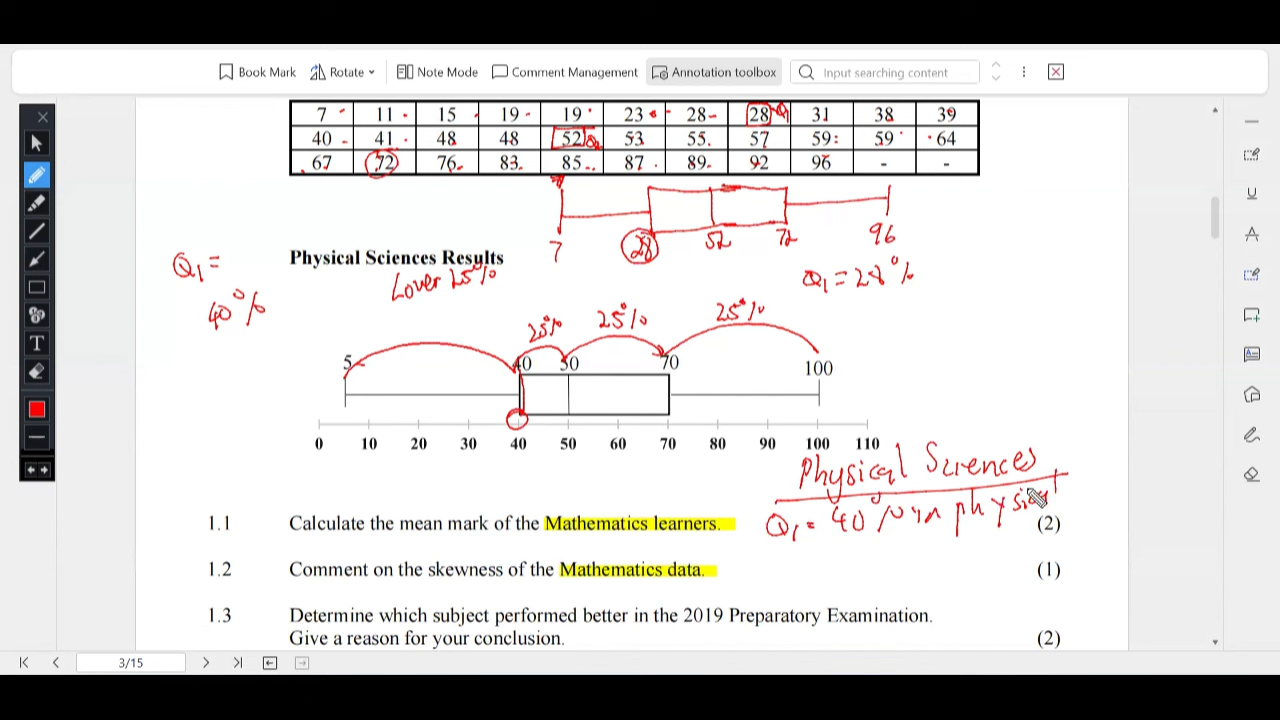 Book Mark Rotate Note Mode Comment Management Annotation toolbox Input searching content
7 11 15 19 19 23 28 28 Q1 31 38 39
40 41 48 48 52 Q2 53 55 57 59 59 64
67 72 76 83 85 87 89 92 96 - -
7 28 52 72 96
Physical Sciences Results
Q1 = 40%
Lower 25%
Q1 = 28%
25% 25% 25%
5 40 50 70 100
0 10 20 30 40 50 60 70 80 90 100 110
Physical Sciences
Q1 = 40% in physical
1.1 Calculate the mean mark of the Mathematics learners. (2)
1.2 Comment on the skewness of the Mathematics data. (1)
1.3 Determine which subject performed better in the 2019 Preparatory Examination.
Give a reason for your conclusion. (2)
3/15